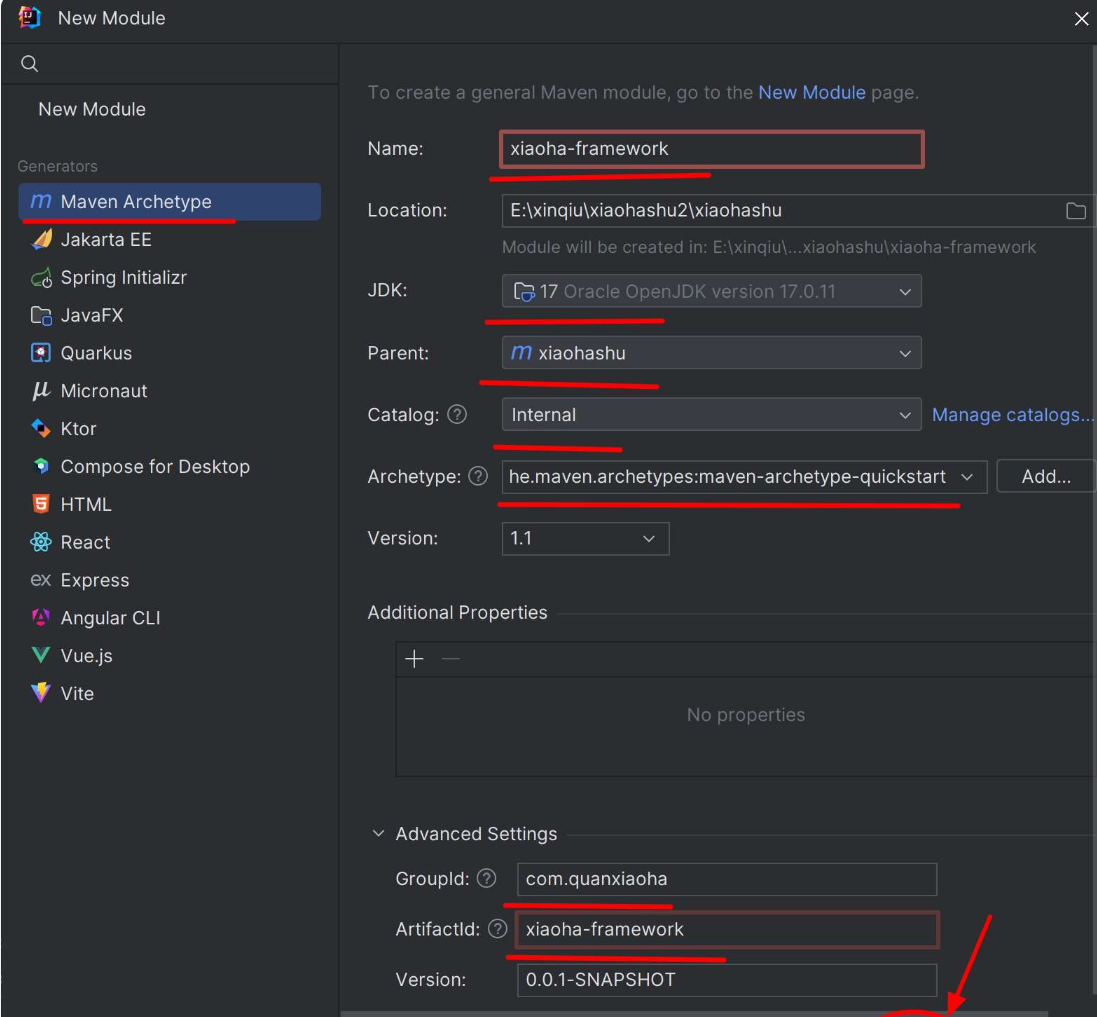 New Module
New Module
Generators
Maven Archetype
Jakarta EE
Spring Initializr
JavaFX
Quarkus
Micronaut
Ktor
Compose for Desktop
HTML
React
ex Express
Angular CLI
Vue.js
Vite
To create a general Maven module, go to the New Module page.
Name: xiaoha-framework
Location: E:\xinqiu\xiaohashu2\xiaohashu
Module will be created in: E:\xinqiu\...xiaohashu\xiaoha-framework
JDK: 17 Oracle OpenJDK version 17.0.11
Parent: m xiaohashu
Catalog: ? Internal Manage catalogs...
Archetype: ? he.maven.archetypes:maven-archetype-quickstart Add...
Version: 1.1
Additional Properties
No properties
Advanced Settings
GroupId: ? com.quanxiaoha
ArtifactId: ? xiaoha-framework
Version: 0.0.1-SNAPSHOT